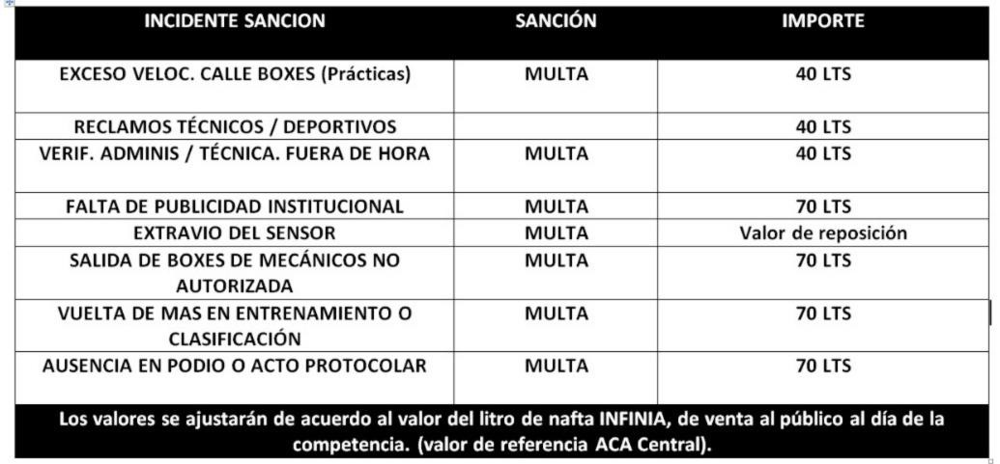 INCIDENTE SANCION SANCIÓN IMPORTE
EXCESO VELOC. CALLE BOXES (Prácticas) MULTA 40 LTS
RECLAMOS TÉCNICOS / DEPORTIVOS 40 LTS
VERIF. ADMINIS / TÉCNICA. FUERA DE HORA MULTA 40 LTS
FALTA DE PUBLICIDAD INSTITUCIONAL MULTA 70 LTS
EXTRAVIO DEL SENSOR MULTA Valor de reposición
SALIDA DE BOXES DE MECÁNICOS NO MULTA 70 LTS
AUTORIZADA
VUELTA DE MAS EN ENTRENAMIENTO O MULTA 70 LTS
CLASIFICACIÓN
AUSENCIA EN PODIO O ACTO PROTOCOLAR MULTA 70 LTS
Los valores se ajustarán de acuerdo al valor del litro de nafta INFINIA, de venta al público al día de la
competencia. (valor de referencia ACA Central).